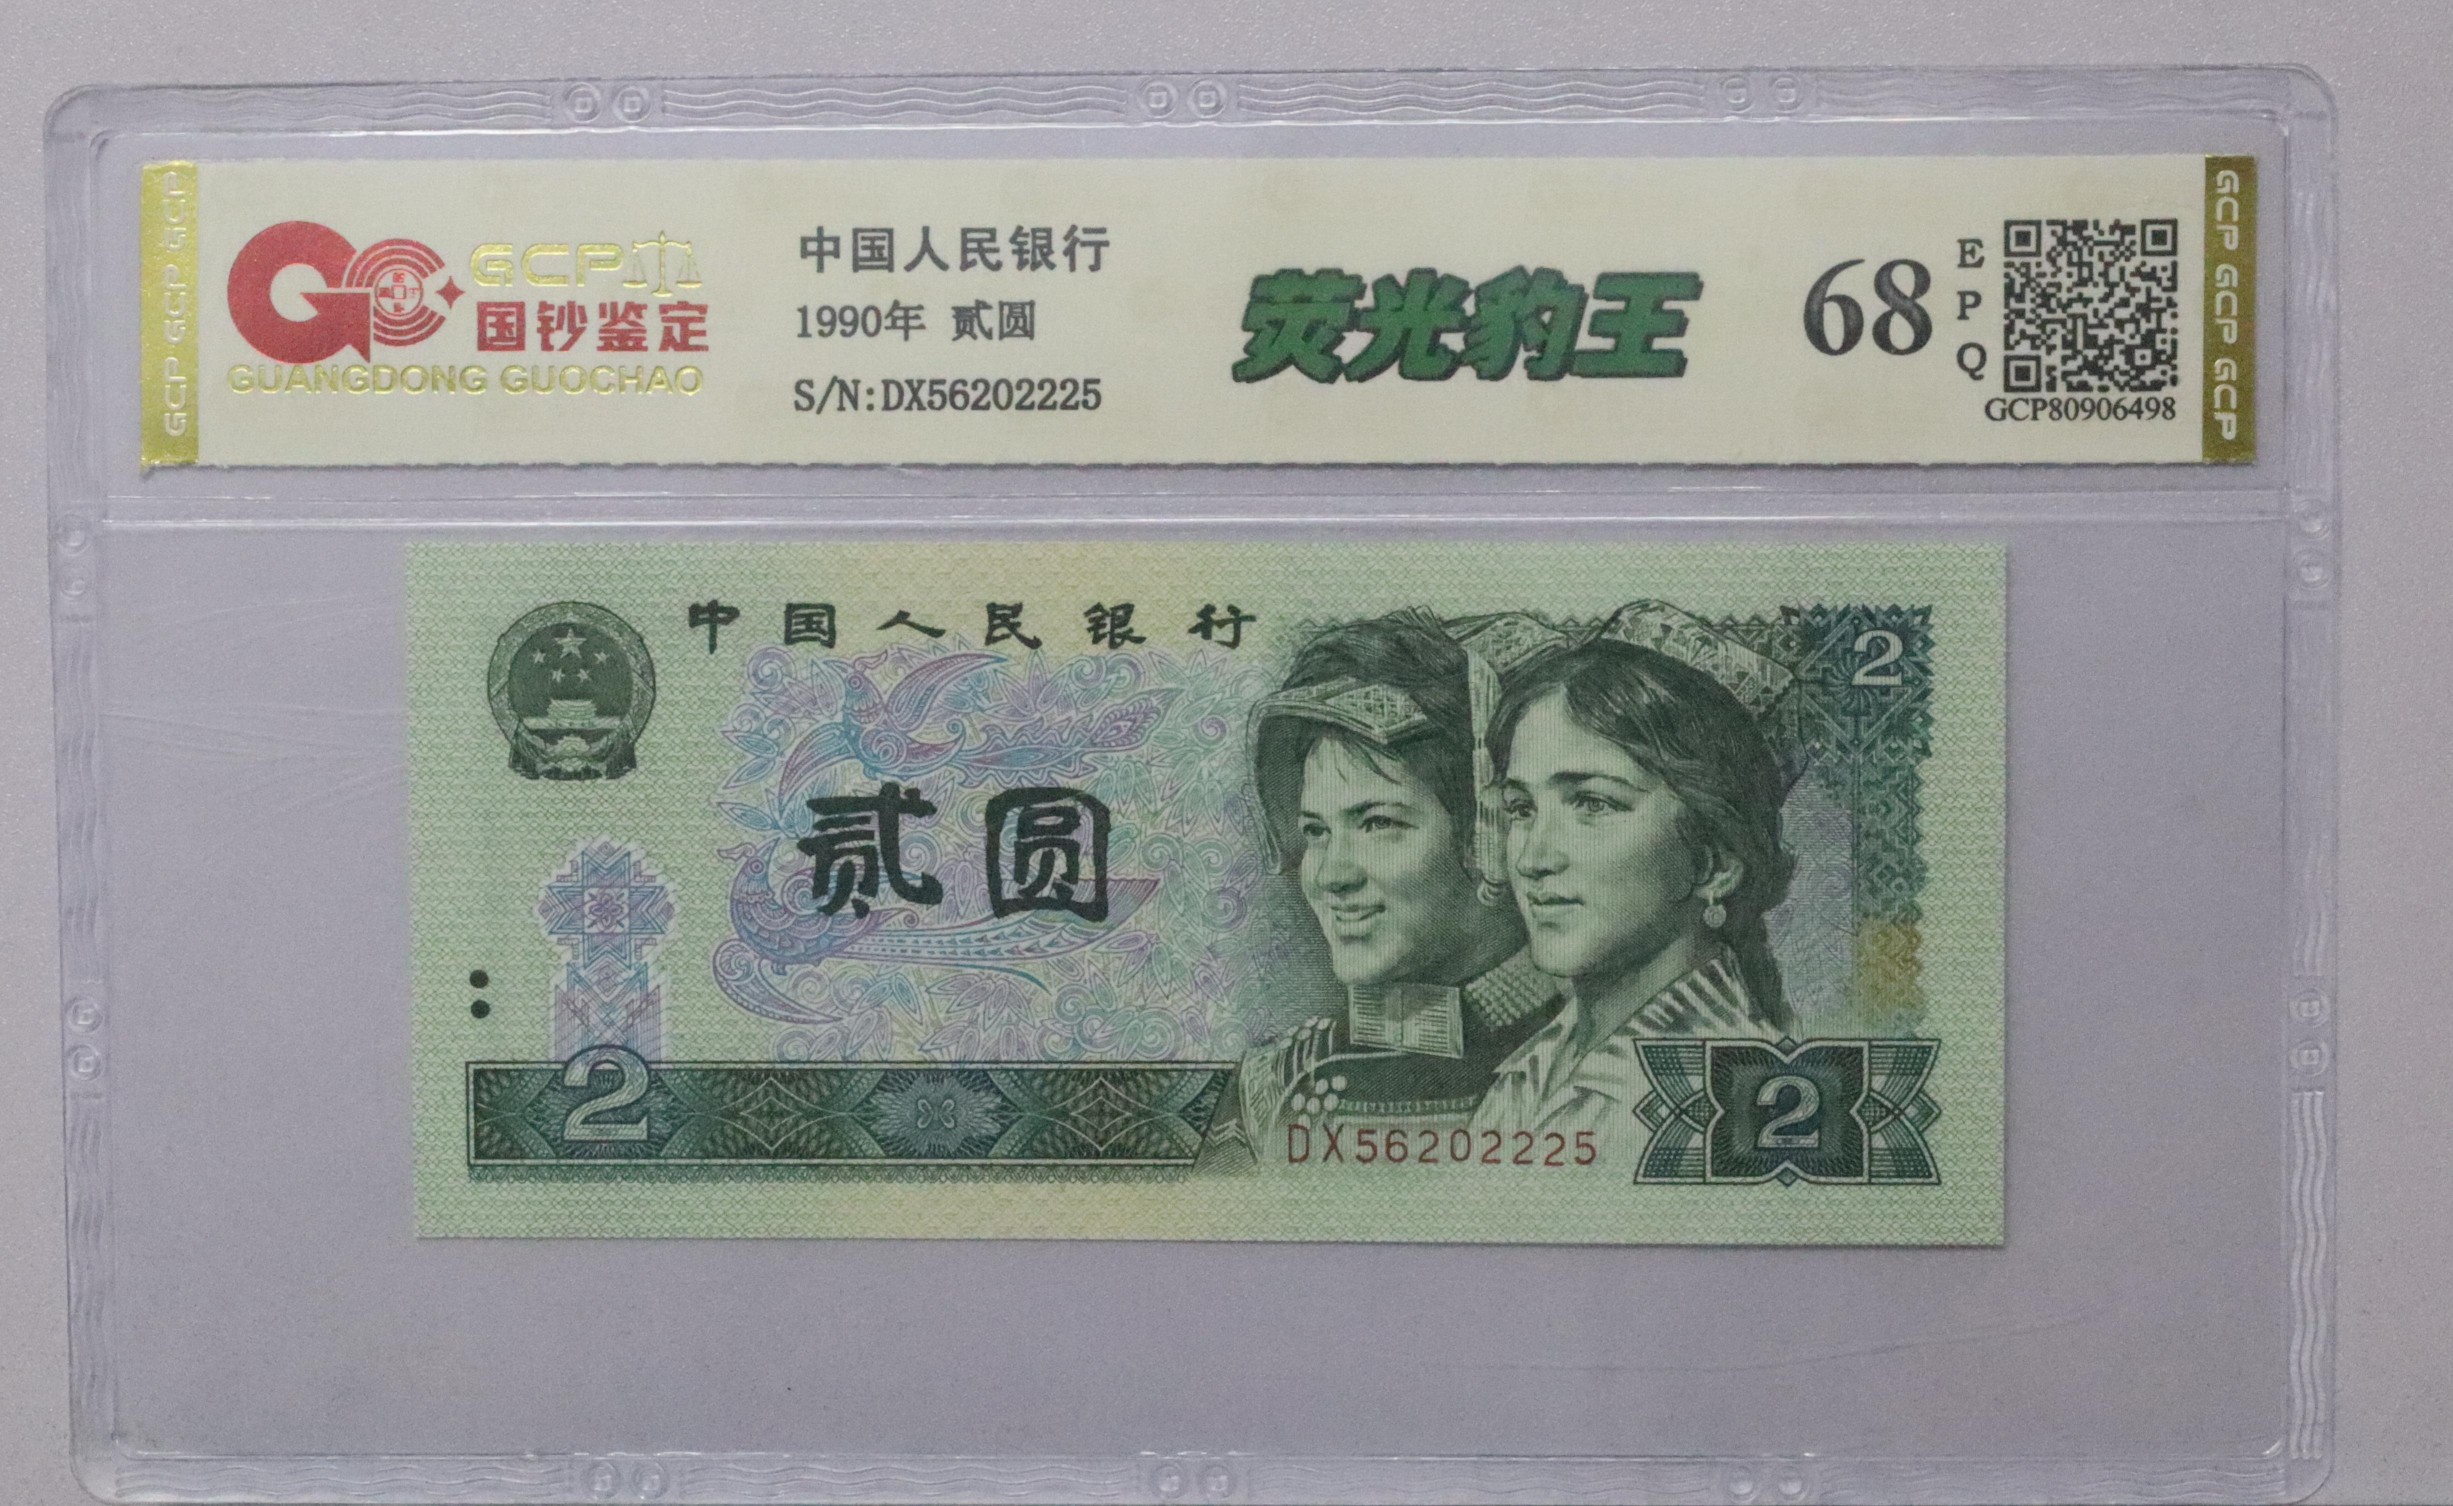 GCP
国钞鉴定
GUANGDONG GUOCHAO
中国人民银行
1990年 贰圆
S/N:DX56202225
荧光豹王
68
EPQ
GCP80906498
GCP GCP GCP
GCP GCP GCP
中国人民银行
2
贰圆
2
DX56202225
2